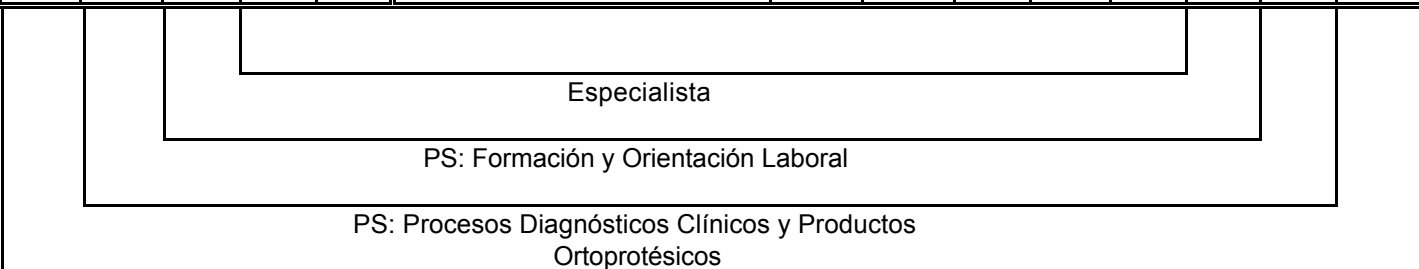 Especialista
PS: Formación y Orientación Laboral
PS: Procesos Diagnósticos Clínicos y Productos
Ortoprotésicos